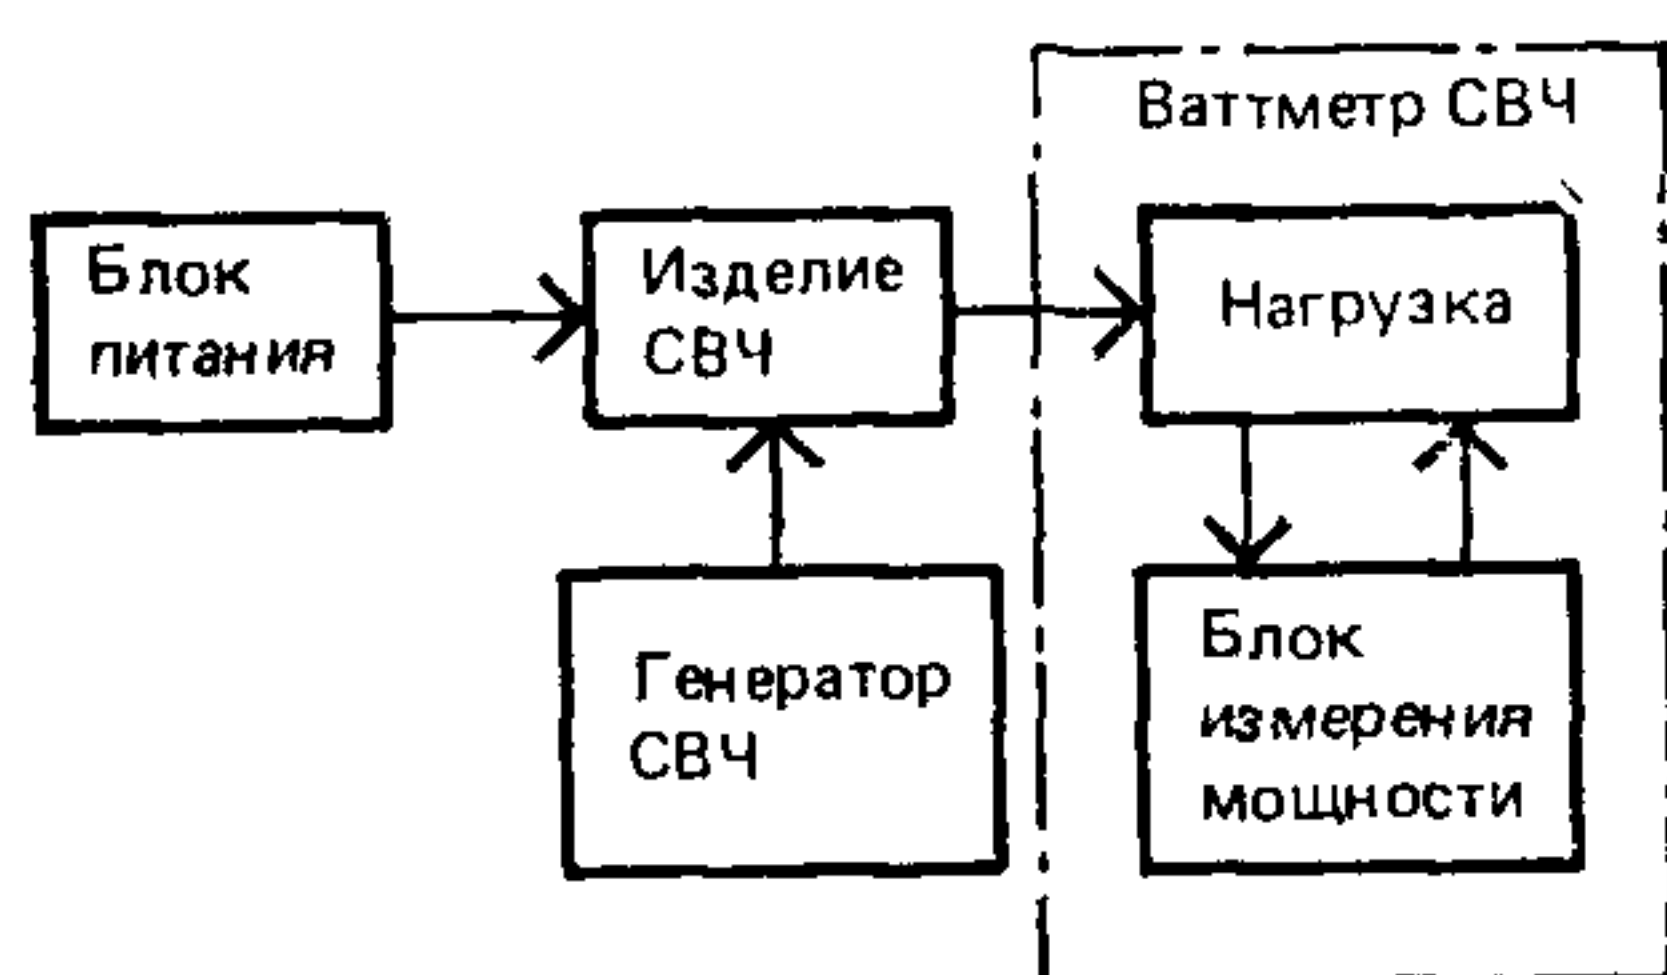 Ваттметр СВЧ
Блок
питания
Изделие
СВЧ
Нагрузка
Генератор
СВЧ
Блок
измерения
мощности